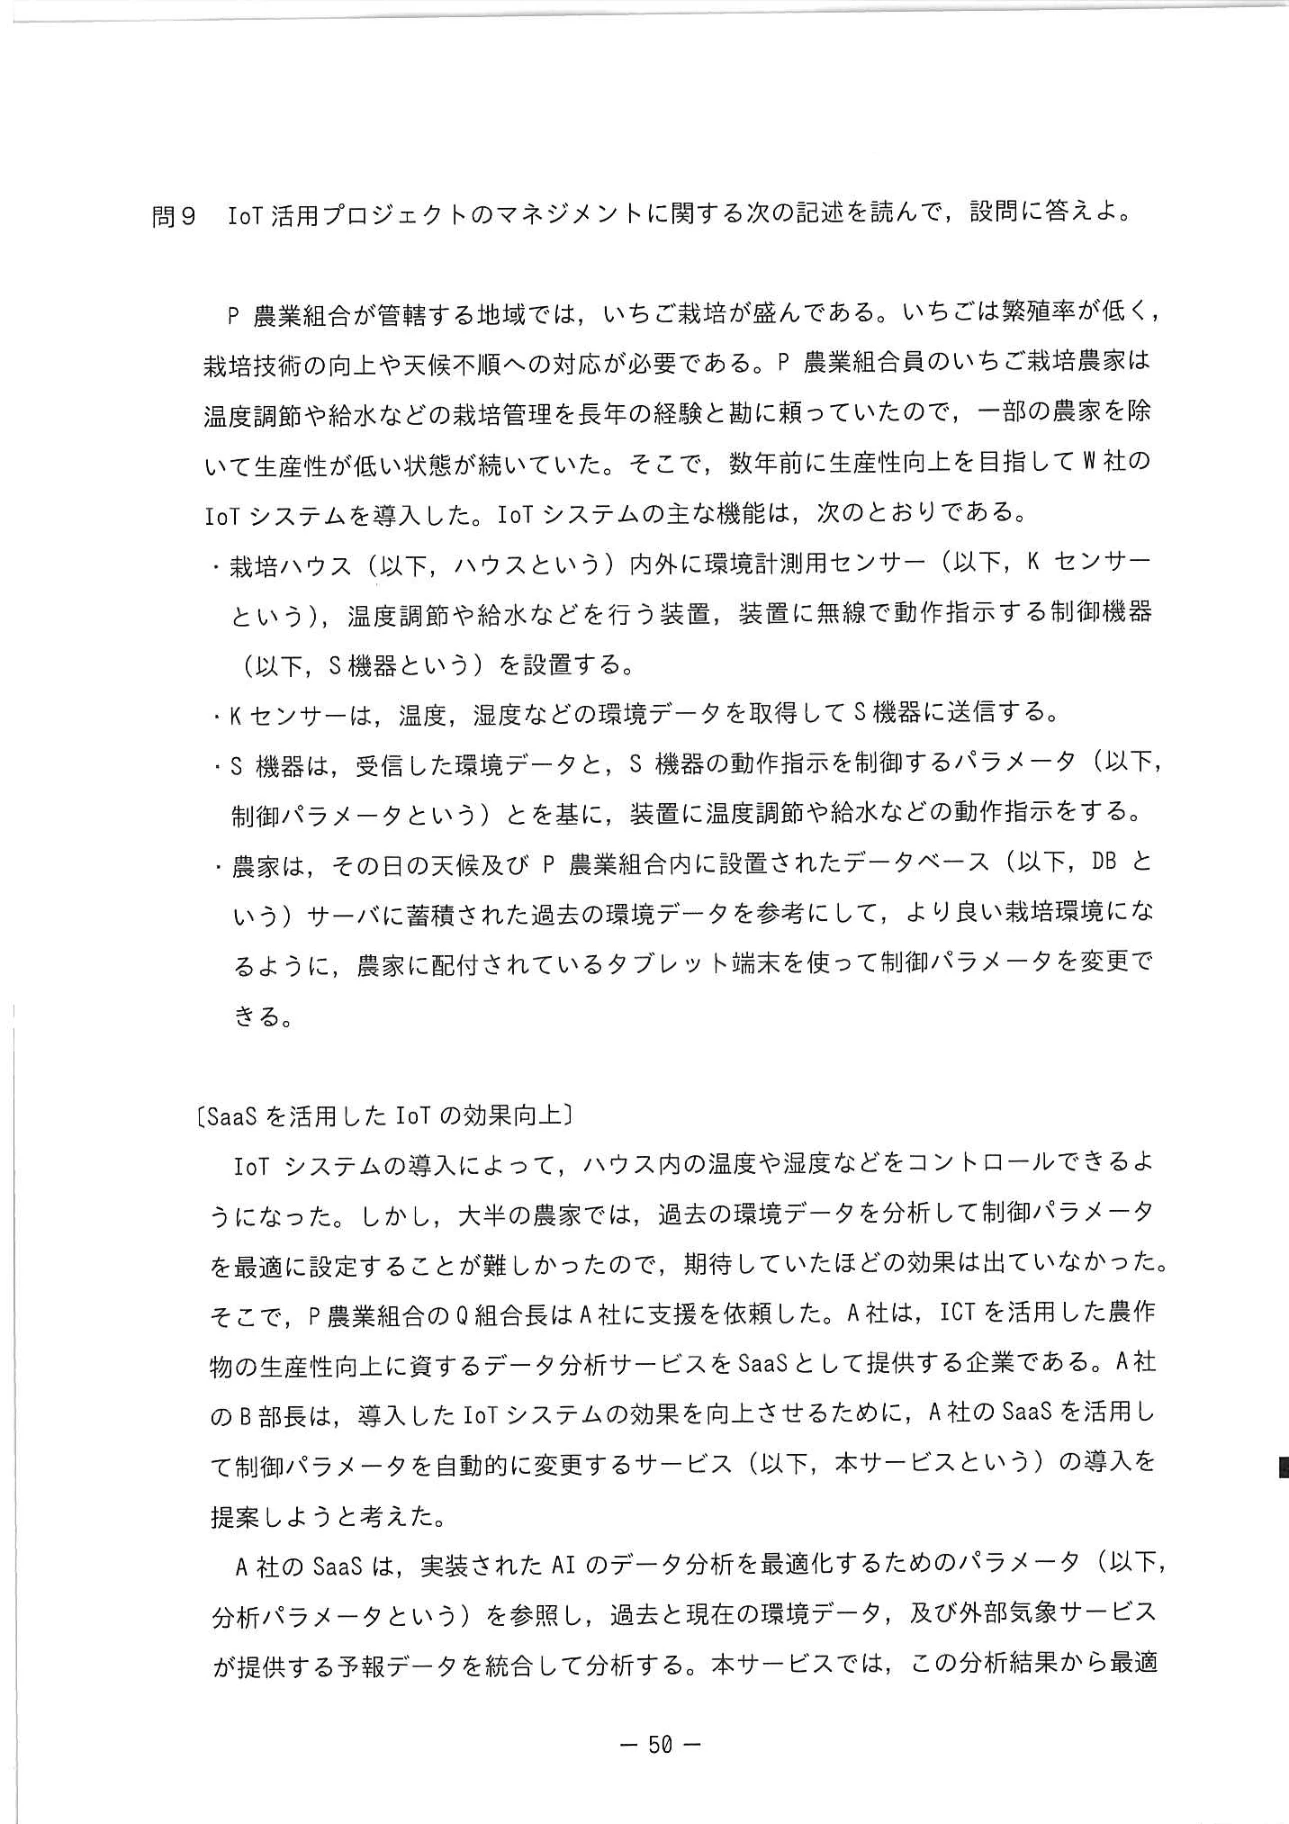 問9 IoT 活用プロジェクトのマネジメントに関する次の記述を読んで，設問に答えよ。
P 農業組合が管轄する地域では，いちご栽培が盛んである。いちごは繁殖率が低く，
栽培技術の向上や天候不順への対応が必要である。P 農業組合員のいちご栽培農家は
温度調節や給水などの栽培管理を長年の経験と勘に頼っていたので，一部の農家を除
いて生産性が低い状態が続いていた。そこで，数年前に生産性向上を目指して W 社の
IoT システムを導入した。IoT システムの主な機能は，次のとおりである。
・栽培ハウス（以下，ハウスという）内外に環境計測用センサー（以下，K センサー
という），温度調節や給水などを行う装置，装置に無線で動作指示する制御機器
（以下，S 機器という）を設置する。
・K センサーは，温度，湿度などの環境データを取得して S 機器に送信する。
・S 機器は，受信した環境データと，S 機器の動作指示を制御するパラメータ（以下，
制御パラメータという）とを基に，装置に温度調節や給水などの動作指示をする。
・農家は，その日の天候及び P 農業組合内に設置されたデータベース（以下，DB と
いう）サーバに蓄積された過去の環境データを参考にして，より良い栽培環境にな
るように，農家に配付されているタブレット端末を使って制御パラメータを変更で
きる。
〔SaaS を活用した IoT の効果向上〕
IoT システムの導入によって，ハウス内の温度や湿度などをコントロールできるよ
うになった。しかし，大半の農家では，過去の環境データを分析して制御パラメータ
を最適に設定することが難しかったので，期待していたほどの効果は出ていなかった。
そこで，P 農業組合の Q 組合長は A 社に支援を依頼した。A 社は，ICT を活用した農作
物の生産性向上に資するデータ分析サービスを SaaS として提供する企業である。A 社
の B 部長は，導入した IoT システムの効果を向上させるために，A 社の SaaS を活用し
て制御パラメータを自動的に変更するサービス（以下，本サービスという）の導入を
提案しようと考えた。
A 社の SaaS は，実装された AI のデータ分析を最適化するためのパラメータ（以下，
分析パラメータという）を参照し，過去と現在の環境データ，及び外部気象サービス
が提供する予報データを統合して分析する。本サービスでは，この分析結果から最適
－ 50 －